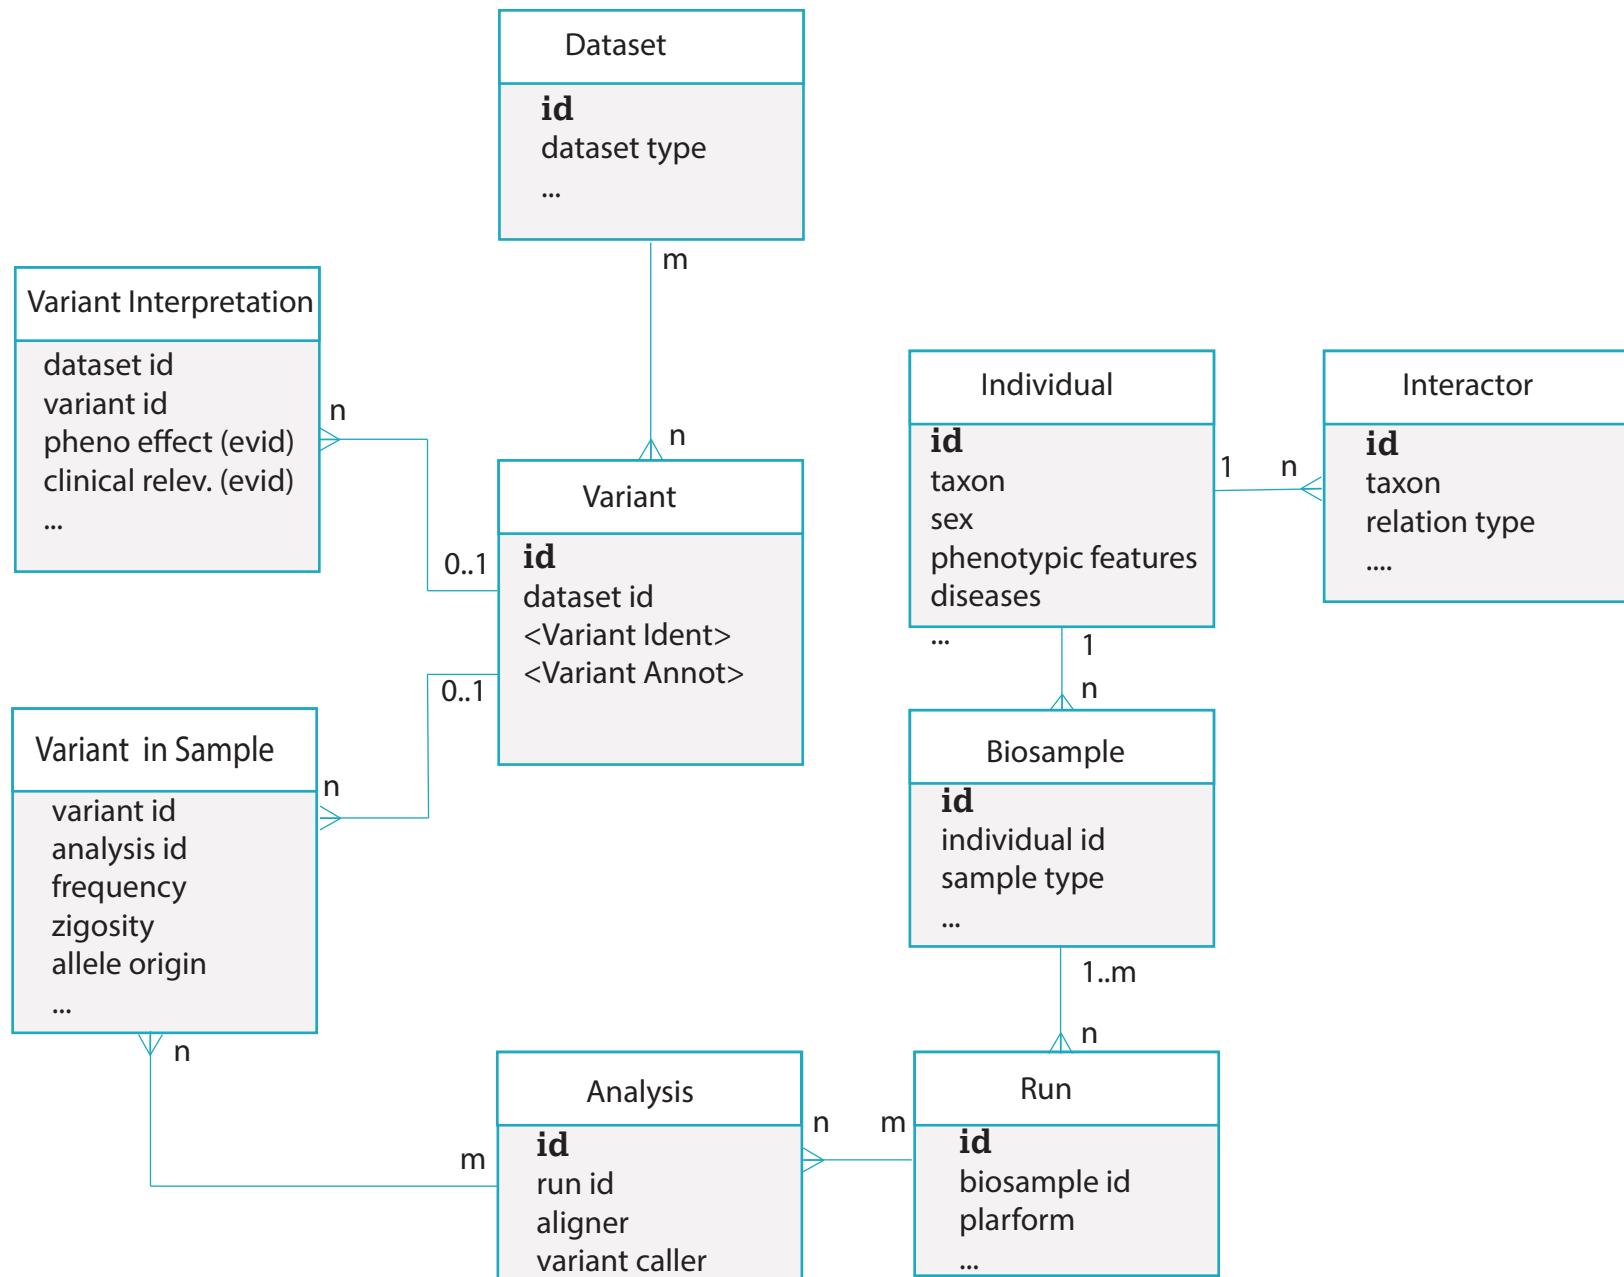 Dataset
id
dataset type
...
m
n
Variant Interpretation
dataset id
variant id
pheno effect (evid)
clinical relev. (evid)
...
n
0..1
Variant
id
dataset id
<Variant Ident>
<Variant Annot>
0..1
n
Variant in Sample
variant id
analysis id
frequency
zigosity
allele origin
...
n
m
Individual
id
taxon
sex
phenotypic features
diseases
...
1
n
Interactor
id
taxon
relation type
....
1
n
Biosample
id
individual id
sample type
...
1..m
n
Analysis
id
run id
aligner
variant caller
n
m
Run
id
biosample id
plarform
...